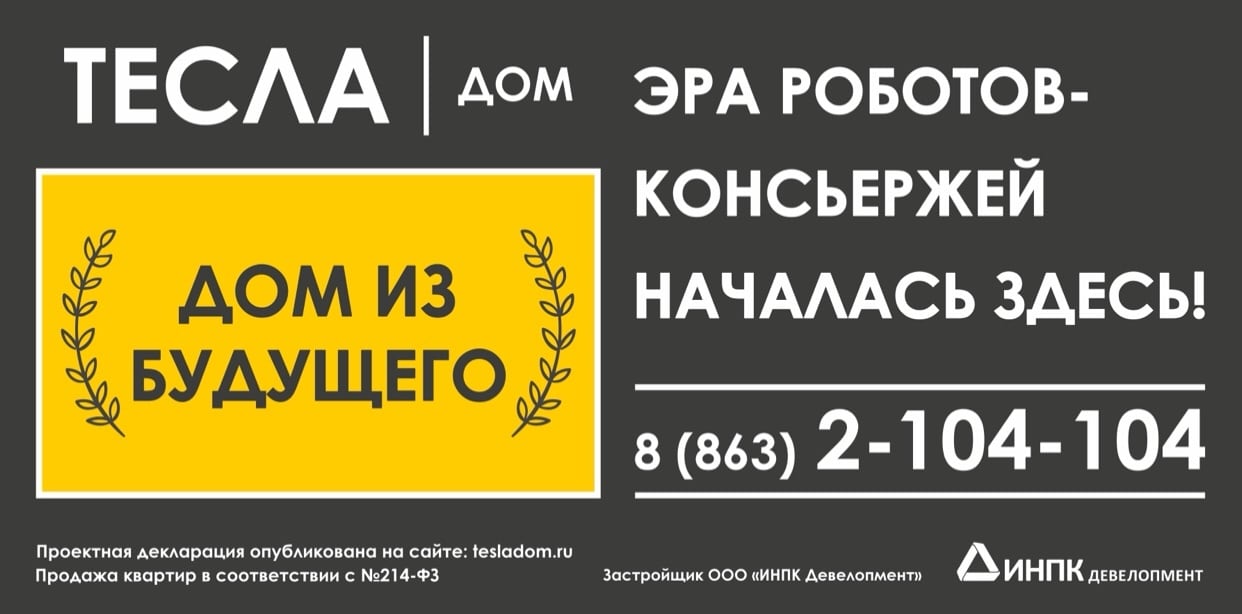 ТЕСЛА | ДОМ
ДОМ ИЗ
БУДУЩЕГО
ЭРА РОБОТОВ-
КОНСЬЕРЖЕЙ
НАЧАЛАСЬ ЗДЕСЬ!
8 (863) 2-104-104
Проектная декларация опубликована на сайте: tesladom.ru
Продажа квартир в соответствии с №214-ФЗ
Застройщик ООО «ИНПК Девелопмент»
ИНПК ДЕВЕЛОПМЕНТ